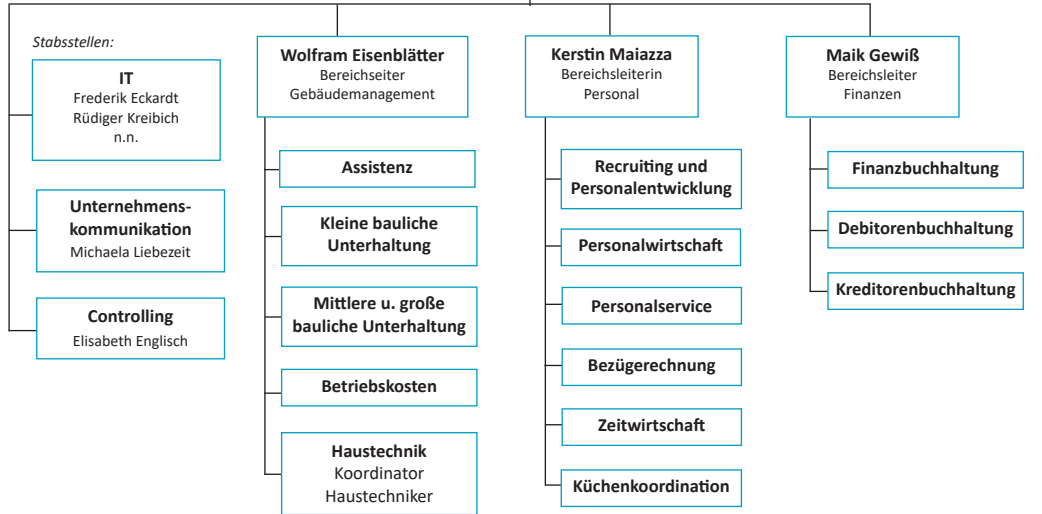 Stabsstellen:
IT
Frederik Eckardt
Rüdiger Kreibich
n.n.
Unternehmens-
kommunikation
Michaela Liebezeit
Controlling
Elisabeth Englisch
Wolfram Eisenblätter
Bereichseiter
Gebäudemanagement
Assistenz
Kleine bauliche
Unterhaltung
Mittlere u. große
bauliche Unterhaltung
Betriebskosten
Haustechnik
Koordinator
Haustechniker
Kerstin Maiazza
Bereichsleiterin
Personal
Recruiting und
Personalentwicklung
Personalwirtschaft
Personalservice
Bezügerechnung
Zeitwirtschaft
Küchenkoordination
Maik Gewiß
Bereichsleiter
Finanzen
Finanzbuchhaltung
Debitorenbuchhaltung
Kreditorenbuchhaltung